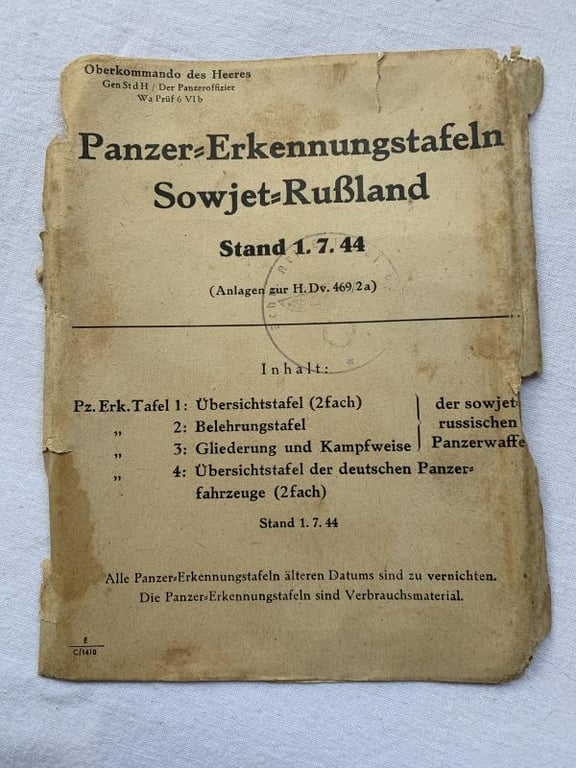 Oberkommando des Heeres
Gen St d H / Der Panzeroffizier
Wa Prüf 6 VI b
Panzer=Erkennungstafeln
Sowjet=Rußland
Stand 1. 7. 44
(Anlagen zur H. Dv. 469/2 a)
Inhalt:
Pz. Erk. Tafel 1: Übersichtstafel (2fach) der sowjet=
„ 2: Belehrungstafel russischen
„ 3: Gliederung und Kampfweise Panzerwaffe
„ 4: Übersichtstafel der deutschen Panzer=
fahrzeuge (2fach)
Stand 1. 7. 44
Alle Panzer=Erkennungstafeln älteren Datums sind zu vernichten.
Die Panzer=Erkennungstafeln sind Verbrauchsmaterial.
C/1410